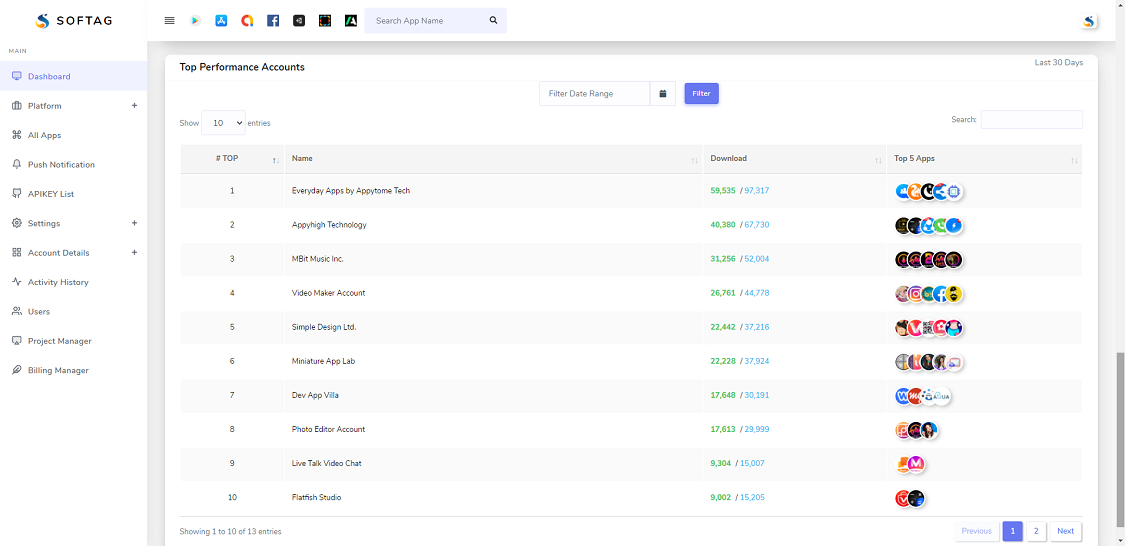 SOFTAG
Search App Name
MAIN
Dashboard
Platform +
All Apps
Push Notification
APIKEY List
Settings +
Account Details +
Activity History
Users
Project Manager
Billing Manager
Top Performance Accounts
Last 30 Days
Filter Date Range
Filter
Show 10 entries
Search:
# TOP Name Download Top 5 Apps
1 Everyday Apps by Appytome Tech 59,535 / 97,317
2 Appyhigh Technology 40,380 / 67,730
3 MBit Music Inc. 31,256 / 52,004
4 Video Maker Account 26,761 / 44,778
5 Simple Design Ltd. 22,442 / 37,216
6 Miniature App Lab 22,228 / 37,924
7 Dev App Villa 17,648 / 30,191
8 Photo Editor Account 17,613 / 29,999
9 Live Talk Video Chat 9,304 / 15,007
10 Flatfish Studio 9,002 / 15,205
Showing 1 to 10 of 13 entries
Previous 1 2 Next